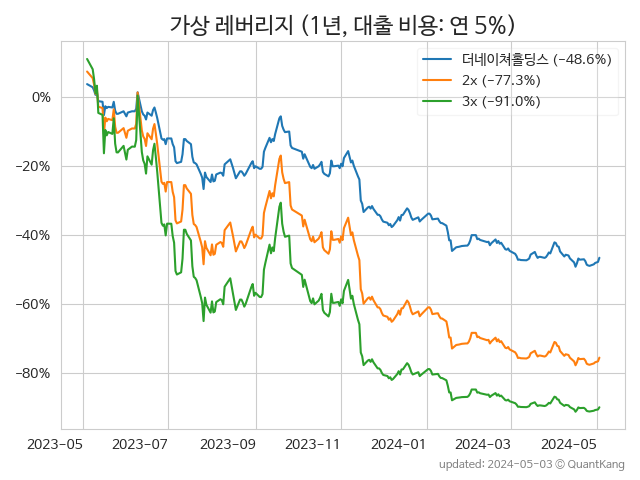 가상 레버리지 (1년, 대출 비용: 연 5%)
더네이쳐홀딩스 (−48.6%)
2x (−77.3%)
3x (−91.0%)
0%
−20%
−40%
−60%
−80%
2023-05 2023-07 2023-09 2023-11 2024-01 2024-03 2024-05
updated: 2024-05-03 © QuantKang